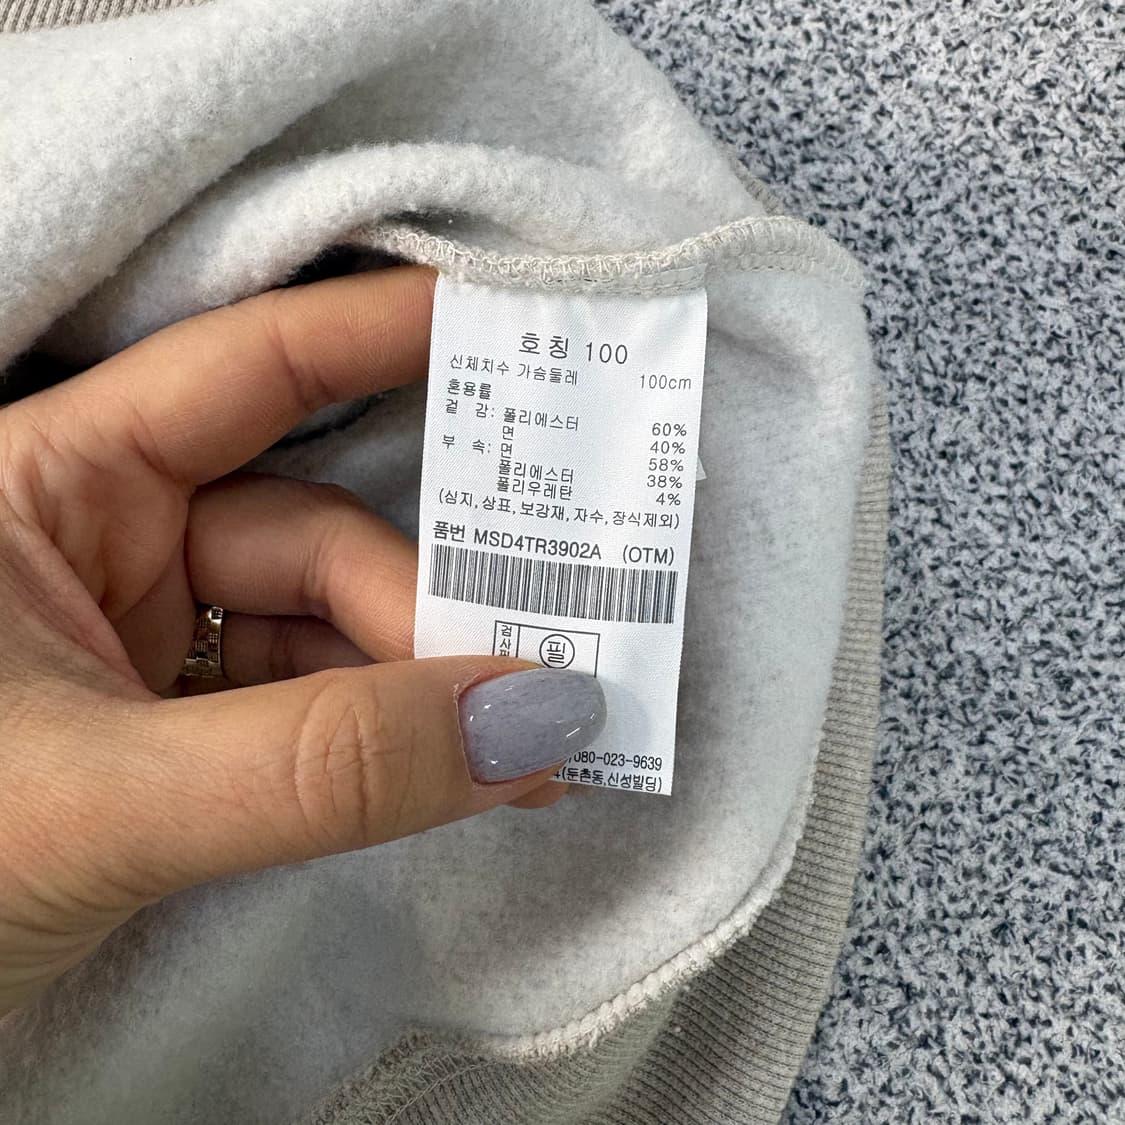 호칭 100
신체치수 가슴둘레 100cm
혼용률
겉 감: 폴리에스터 60%
면 40%
부 속: 면 58%
폴리에스터 38%
폴리우레탄 4%
(심지,상표,보강재,자수,장식제외)
품번 MSD4TR3902A (OTM)
검사 필
080-023-9639
(둔촌동,신성빌딩)